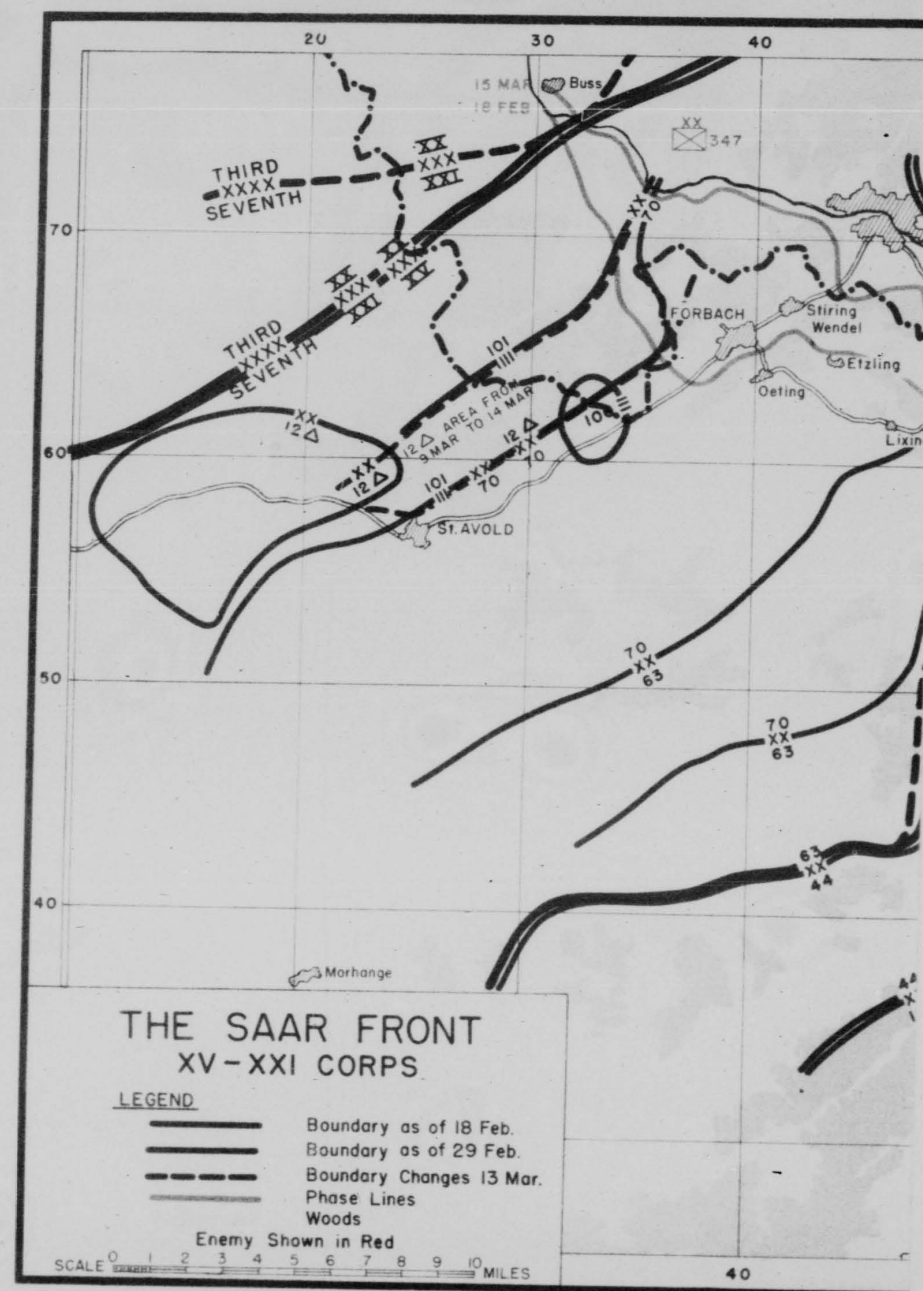 20 30 40
15 MAR
18 FEB
Buss
XX
347
THIRD
XXXX
SEVENTH
XX
XXX
XXI
XX
70
70
XX
XXX
XV
XX
XXX
XXI
THIRD
XXXX
SEVENTH
FORBACH
Stiring
Wendel
Etzling
Oeting
Lixin
101
III
12 AREA FROM
9 MAR TO 14 MAR
XX
12
60
XX
12
101
III
XX
70
12
XX
70
III
St. AVOLD
70
XX
63
50
70
XX
63
63
XX
44
40
Morhange
44
THE SAAR FRONT
XV-XXI CORPS
LEGEND
Boundary as of 18 Feb.
Boundary as of 29 Feb.
Boundary Changes 13 Mar.
Phase Lines
Woods
Enemy Shown in Red
SCALE 0 1 2 3 4 5 6 7 8 9 10 MILES
40